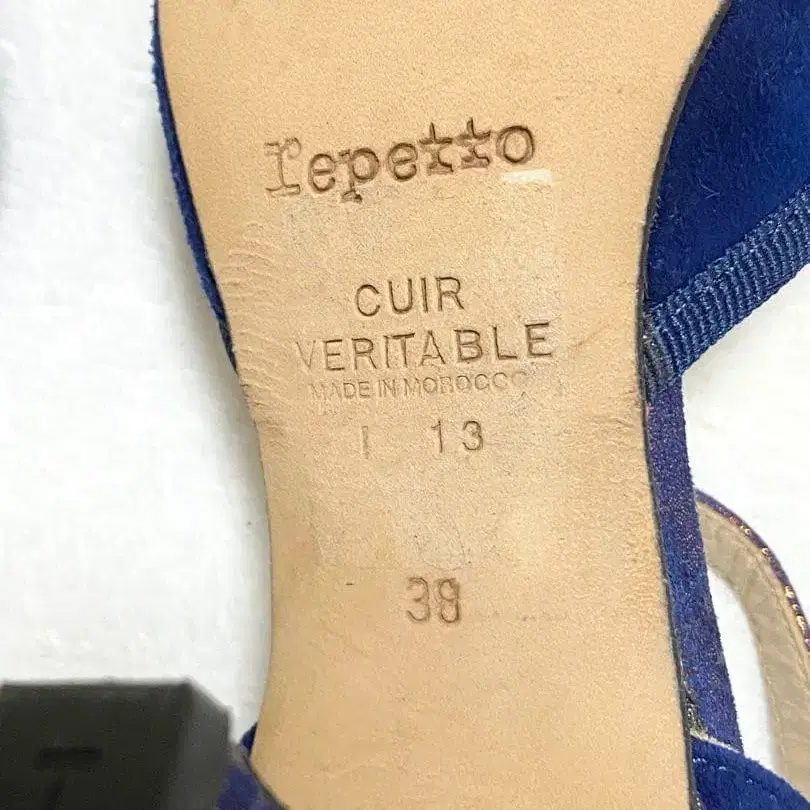 repetto
CUIR
VERITABLE
MADE IN MOROCCO
I 13
38